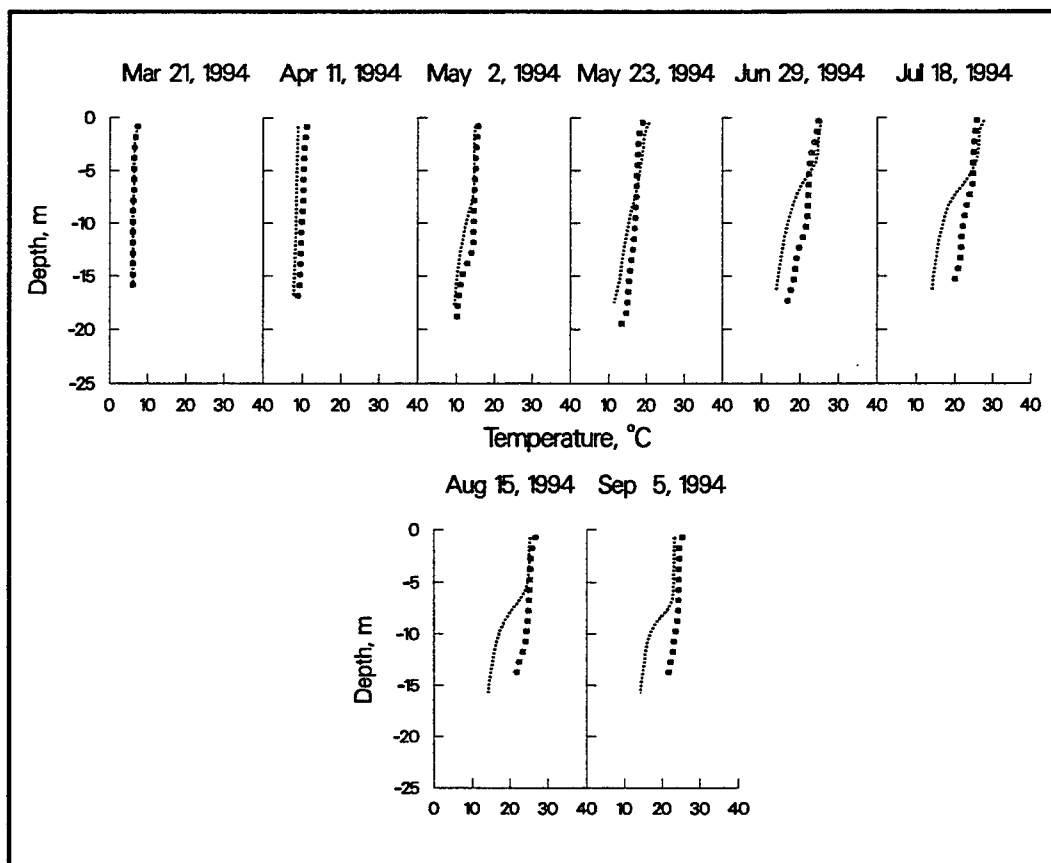 Mar 21, 1994 Apr 11, 1994 May 2, 1994 May 23, 1994 Jun 29, 1994 Jul 18, 1994
0
-5
-10
-15
-20
-25
Depth, m
0 10 20 30 40 10 20 30 40 10 20 30 40 10 20 30 40 10 20 30 40 10 20 30 40
Temperature, °C
Aug 15, 1994 Sep 5, 1994
0
-5
-10
-15
-20
-25
Depth, m
0 10 20 30 40 10 20 30 40